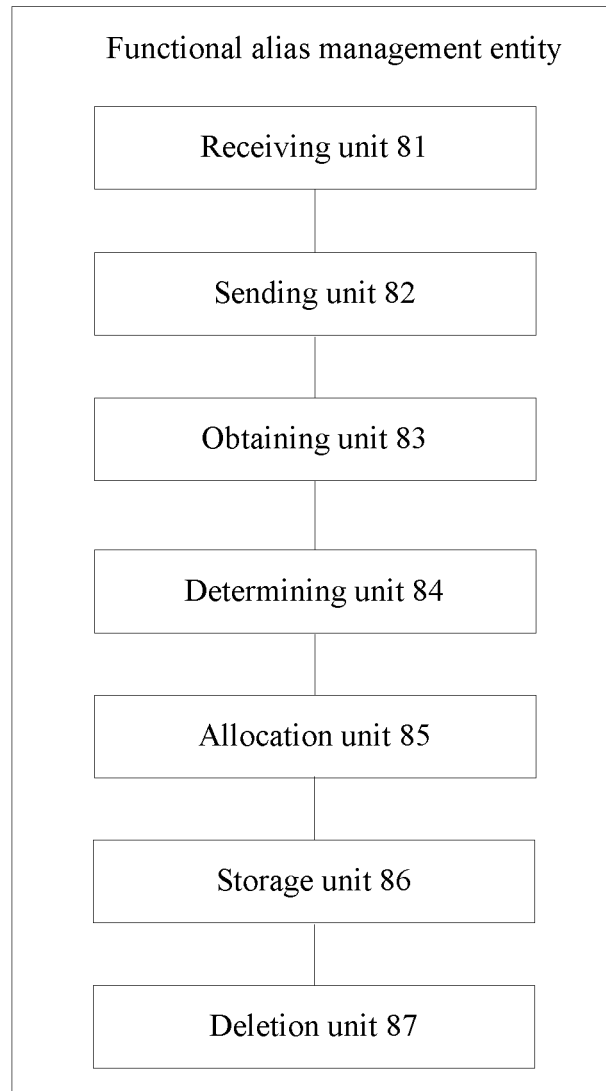 Functional alias management entity
Receiving unit 81
Sending unit 82
Obtaining unit 83
Determining unit 84
Allocation unit 85
Storage unit 86
Deletion unit 87